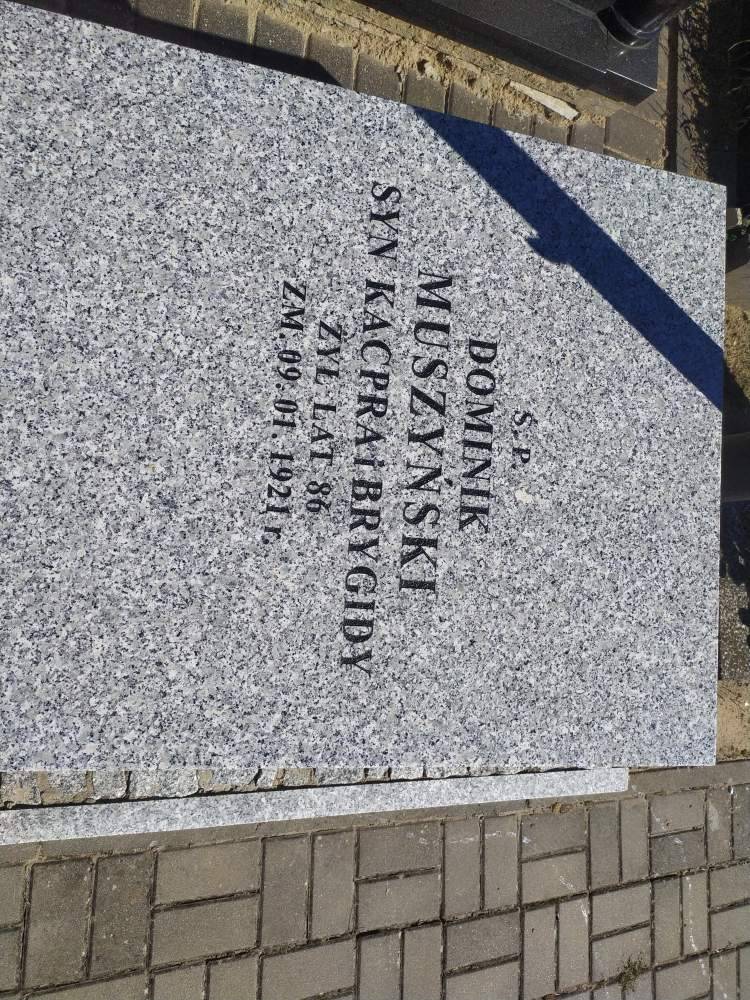 Ś.P.
DOMINIK
MUSZYŃSKI
SYN KACPRA i BRYGIDY
ŻYŁ LAT 86
ZM. 09.01.1921 r.